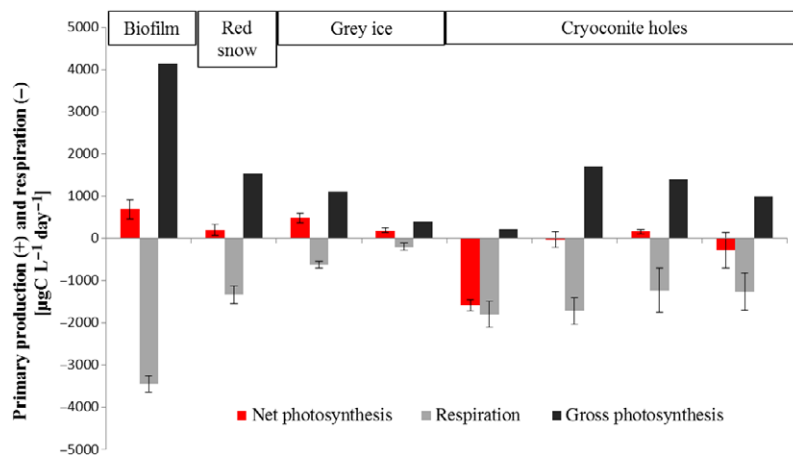 Biofilm
Red
snow
Grey ice
Cryoconite holes
Primary production (+) and respiration (–)
[µgC L⁻¹ day⁻¹]
5000
4000
3000
2000
1000
0
–1000
–2000
–3000
–4000
–5000
Net photosynthesis Respiration Gross photosynthesis